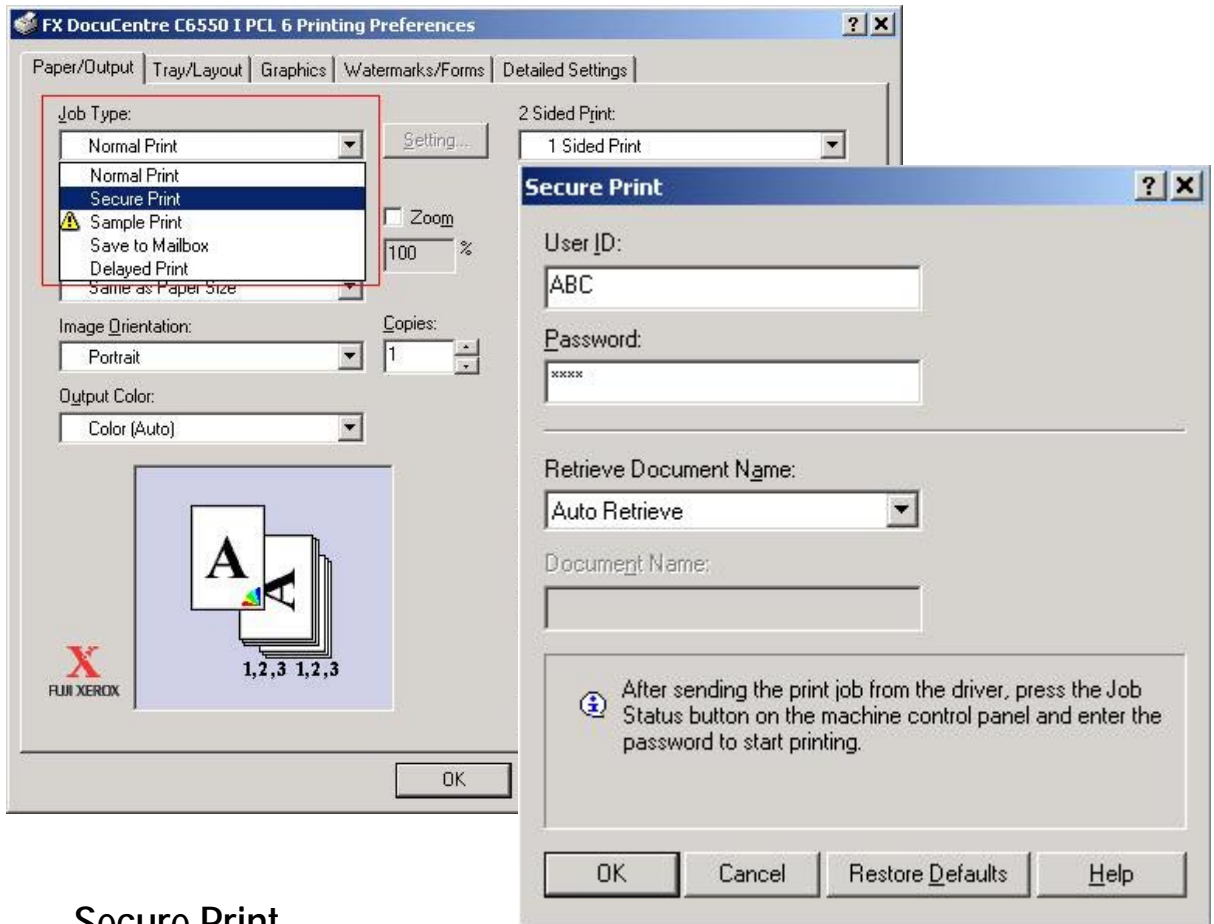 FX DocuCentre C6550 I PCL 6 Printing Preferences
Paper/Output Tray/Layout Graphics Watermarks/Forms Detailed Settings
Job Type:
Normal Print
Setting...
2 Sided Print:
1 Sided Print
Normal Print
Secure Print
Sample Print
Save to Mailbox
Delayed Print
Same as Paper Size
Zoom
100 %
Image Orientation:
Portrait
Copies:
1
Output Color:
Color (Auto)
A
A
1,2,3 1,2,3
X
FUJI XEROX
OK
Secure Print
User ID:
ABC
Password:
××××
Retrieve Document Name:
Auto Retrieve
Document Name:
After sending the print job from the driver, press the Job
Status button on the machine control panel and enter the
password to start printing.
OK Cancel Restore Defaults Help
Secure Print